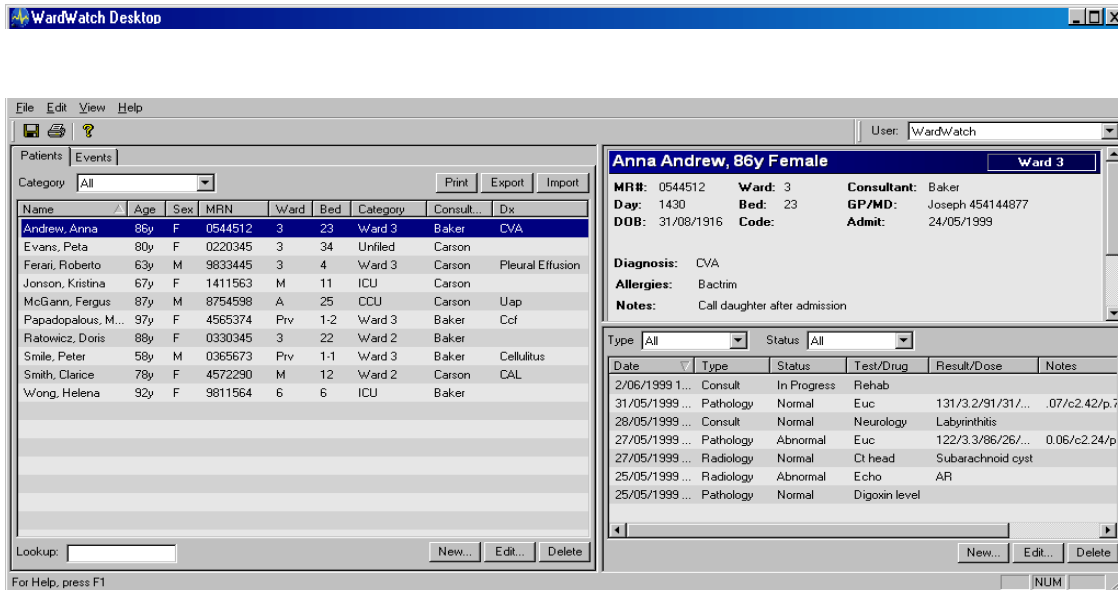 WardWatch Desktop
File Edit View Help
User: WardWatch
Patients Events
Category All Print Export Import
Name Age Sex MRN Ward Bed Category Consult... Dx
Andrew, Anna 86y F 0544512 3 23 Ward 3 Baker CVA
Evans, Peta 80y F 0220345 3 34 Unfiled Carson
Ferari, Roberto 63y M 9833445 3 4 Ward 3 Carson Pleural Effusion
Jonson, Kristina 67y F 1411563 M 11 ICU Carson
McGann, Fergus 87y M 8754598 A 25 CCU Carson Uap
Papadopalous, M... 97y F 4565374 Prv 1-2 Ward 3 Baker Ccf
Ratowicz, Doris 88y F 0330345 3 22 Ward 2 Baker
Smile, Peter 58y M 0365673 Prv 1-1 Ward 3 Baker Cellulitus
Smith, Clarice 78y F 4572290 M 12 Ward 2 Carson CAL
Wong, Helena 92y F 9811564 6 6 ICU Baker
Lookup: New... Edit... Delete
Anna Andrew, 86y Female Ward 3
MR#: 0544512 Ward: 3 Consultant: Baker
Day: 1430 Bed: 23 GP/MD: Joseph 454144877
DOB: 31/08/1916 Code: Admit: 24/05/1999
Diagnosis: CVA
Allergies: Bactrim
Notes: Call daughter after admission
Type All Status All
Date Type Status Test/Drug Result/Dose Notes
2/06/1999 1... Consult In Progress Rehab
31/05/1999 ... Pathology Normal Euc 131/3.2/91/31/... .07/c2.42/p.7
28/05/1999 ... Consult Normal Neurology Labyrinthitis
27/05/1999 ... Pathology Abnormal Euc 122/3.3/86/26/... 0.06/c2.24/p
27/05/1999 ... Radiology Normal Ct head Subarachnoid cyst
25/05/1999 ... Radiology Abnormal Echo AR
25/05/1999 ... Pathology Normal Digoxin level
New... Edit... Delete
For Help, press F1 NUM